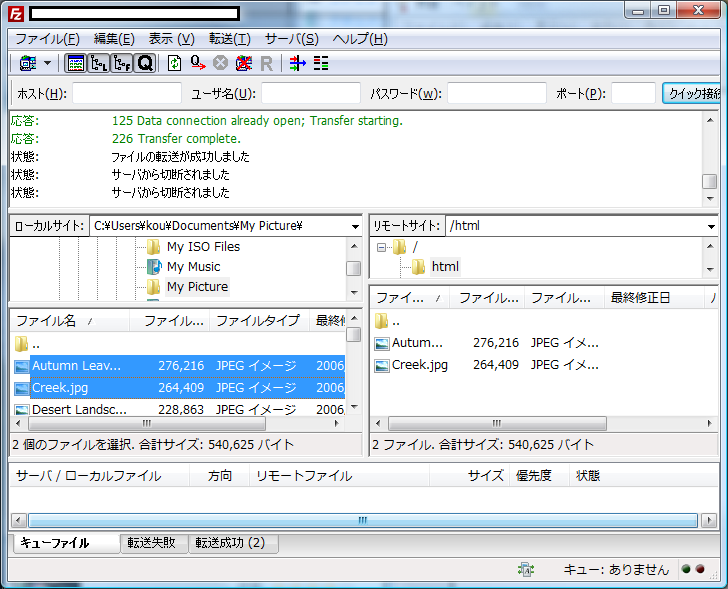 Fz
ファイル(F) 編集(E) 表示 (V) 転送(T) サーバ(S) ヘルプ(H)
L F Q R
ホスト(H): ユーザ名(U): パスワード(w): ポート(P): クイック接続
応答: 125 Data connection already open; Transfer starting.
応答: 226 Transfer complete.
状態: ファイルの転送が成功しました
状態: サーバから切断されました
状態: サーバから切断されました
ローカルサイト: C:¥Users¥kou¥Documents¥My Picture¥ リモートサイト: /html
My ISO Files /
My Music html
My Picture
ファイル名 / ファイル... ファイルタイプ 最終修 ファイ... / ファイル... ファイル... 最終修正日
.. ..
Autumn Leav... 276,216 JPEG イメージ 2006, Autum... 276,216 JPEG イメ...
Creek.jpg 264,409 JPEG イメージ 2006, Creek.jpg 264,409 JPEG イメ...
Desert Landsc... 228,863 JPEG イメージ 2006,
2 個のファイルを選択. 合計サイズ: 540,625 バイト 2 ファイル. 合計サイズ: 540,625 バイト
サーバ / ローカルファイル 方向 リモートファイル サイズ 優先度 状態
キューファイル 転送失敗 転送成功 (2)
キュー: ありません